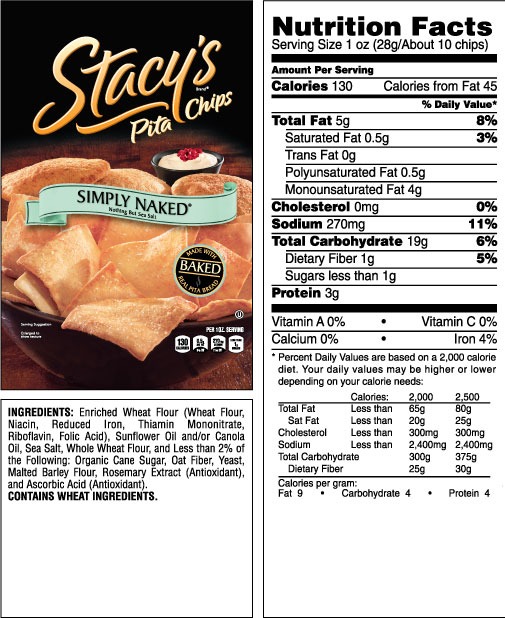 Stacy's
Brand®
Pita Chips
SIMPLY NAKED®
Nothing But Sea Salt
MADE WITH
BAKED
REAL PITA BREAD
Serving Suggestion
Enlarged to
show texture
PER 1 OZ. SERVING
130
CALORIES
INGREDIENTS: Enriched Wheat Flour (Wheat Flour,
Niacin, Reduced Iron, Thiamin Mononitrate,
Riboflavin, Folic Acid), Sunflower Oil and/or Canola
Oil, Sea Salt, Whole Wheat Flour, and Less than 2% of
the Following: Organic Cane Sugar, Oat Fiber, Yeast,
Malted Barley Flour, Rosemary Extract (Antioxidant),
and Ascorbic Acid (Antioxidant).
CONTAINS WHEAT INGREDIENTS.
Nutrition Facts
Serving Size 1 oz (28g/About 10 chips)
Amount Per Serving
Calories 130 Calories from Fat 45
% Daily Value*
Total Fat 5g 8%
Saturated Fat 0.5g 3%
Trans Fat 0g
Polyunsaturated Fat 0.5g
Monounsaturated Fat 4g
Cholesterol 0mg 0%
Sodium 270mg 11%
Total Carbohydrate 19g 6%
Dietary Fiber 1g 5%
Sugars less than 1g
Protein 3g
Vitamin A 0% • Vitamin C 0%
Calcium 0% • Iron 4%
* Percent Daily Values are based on a 2,000 calorie
diet. Your daily values may be higher or lower
depending on your calorie needs:
Calories: 2,000 2,500
Total Fat Less than 65g 80g
Sat Fat Less than 20g 25g
Cholesterol Less than 300mg 300mg
Sodium Less than 2,400mg 2,400mg
Total Carbohydrate 300g 375g
Dietary Fiber 25g 30g
Calories per gram:
Fat 9 • Carbohydrate 4 • Protein 4